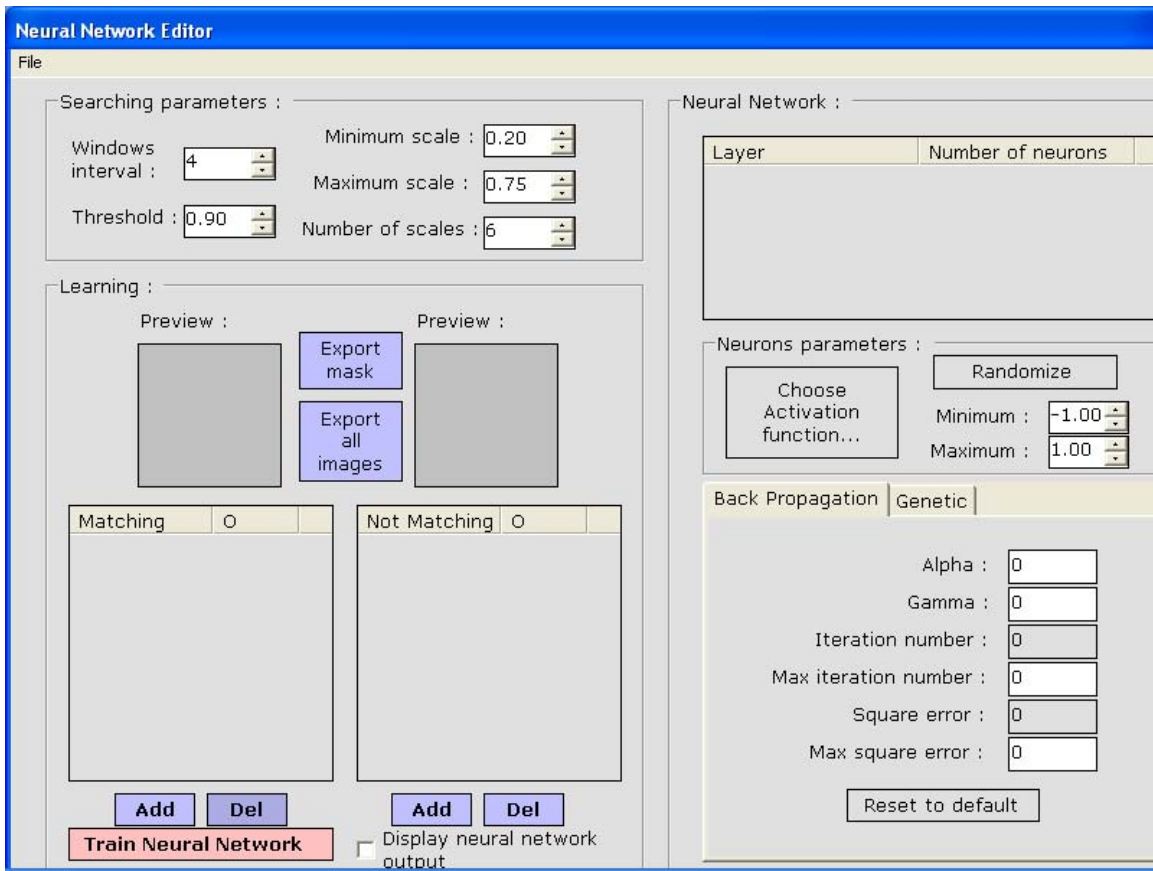 Neural Network Editor
File
Searching parameters :
Windows
interval :
4
Threshold :
0.90
Minimum scale :
0.20
Maximum scale :
0.75
Number of scales :
6
Learning :
Preview :
Preview :
Export
mask
Export
all
images
Matching
O
Not Matching
O
Add
Del
Add
Del
Train Neural Network
Display neural network
output
Neural Network :
Layer
Number of neurons
Neurons parameters :
Choose
Activation
function...
Randomize
Minimum :
-1.00
Maximum :
1.00
Back Propagation
Genetic
Alpha :
0
Gamma :
0
Iteration number :
0
Max iteration number :
0
Square error :
0
Max square error :
0
Reset to default